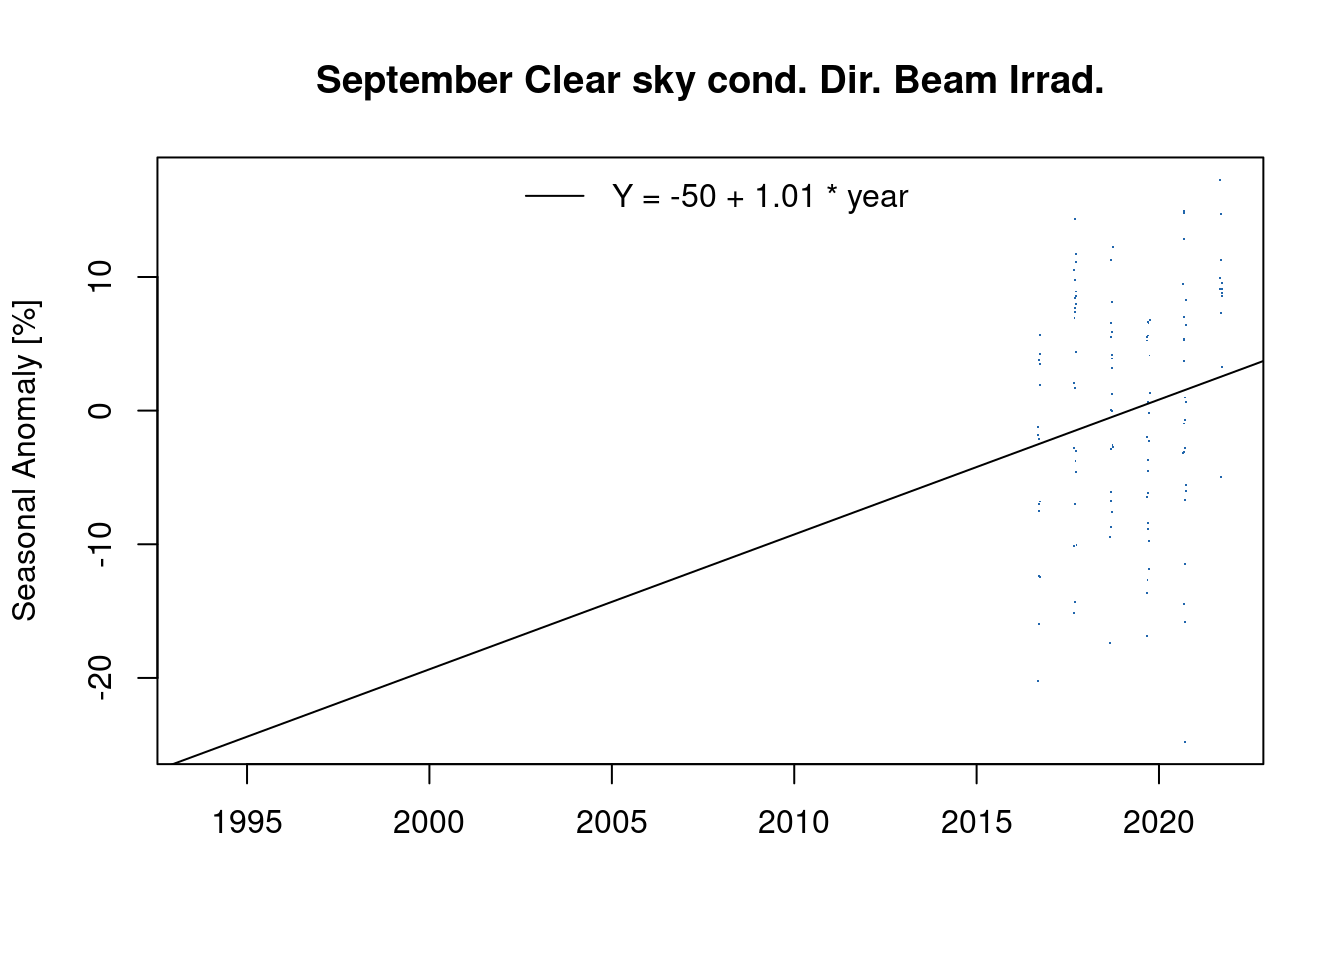 September Clear sky cond. Dir. Beam Irrad.
Y = -50 + 1.01 * year
Seasonal Anomaly [%]
10
0
-10
-20
1995 2000 2005 2010 2015 2020